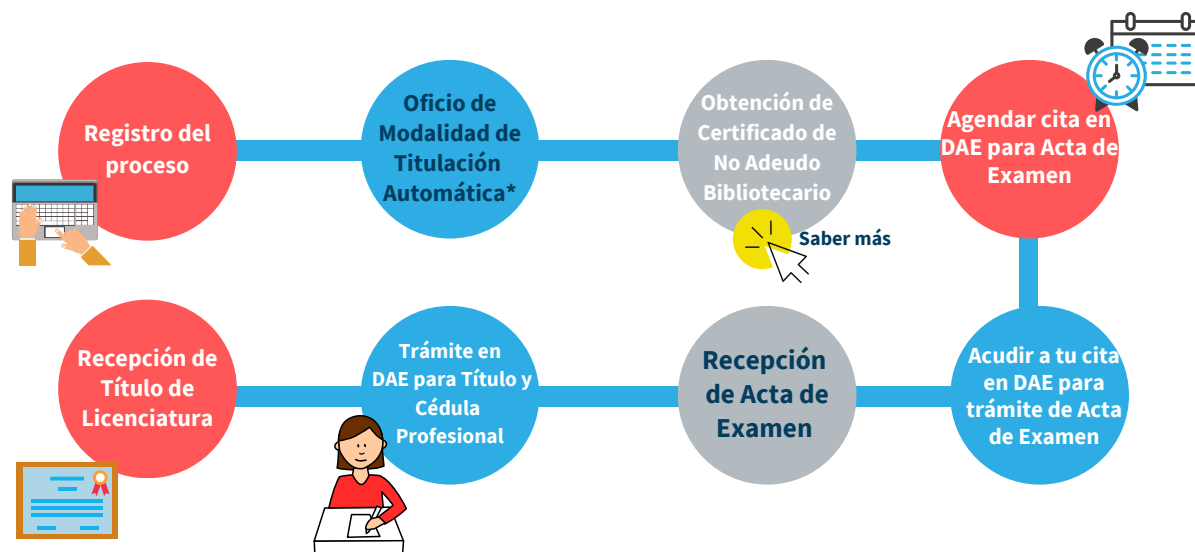 Registro del
proceso
Oficio de
Modalidad de
Titulación
Automática*
Obtención de
Certificado de
No Adeudo
Bibliotecario
Saber más
Agendar cita en
DAE para Acta de
Examen
Acudir a tu cita
en DAE para
trámite de Acta
de Examen
Recepción
de Acta de
Examen
Trámite en
DAE para Título y
Cédula
Profesional
Recepción de
Título de
Licenciatura